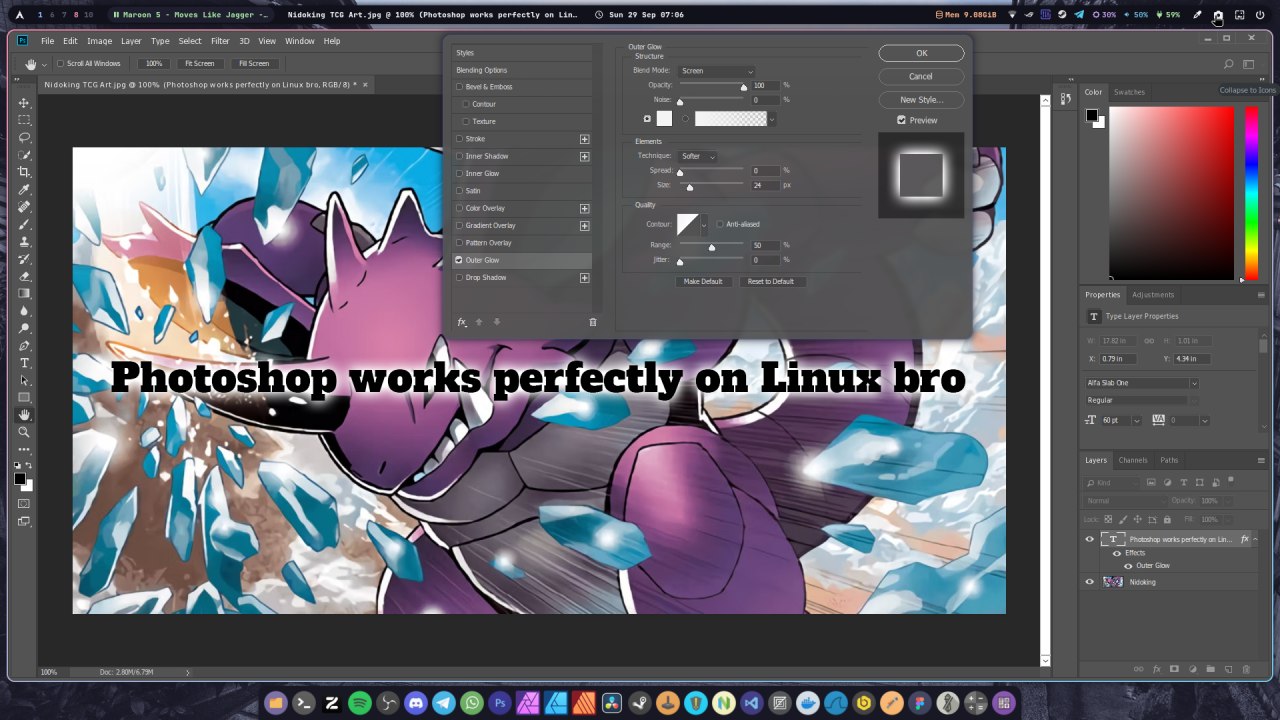 1 6 7 8 10
Maroon 5 - Moves Like Jagger -...
Nidoking TCG Art.jpg @ 100% (Photoshop works perfectly on Lin...
Sun 29 Sep 07:06
Mem 9.08GiB
30%
50%
59%
Ps
File Edit Image Layer Type Select Filter 3D View Window Help
Scroll All Windows
100%
Fit Screen
Fill Screen
Nidoking TCG Art.jpg @ 100% (Photoshop works perfectly on Linux bro, RGB/8) *
Styles
Blending Options
Bevel & Emboss
Contour
Texture
Stroke
Inner Shadow
Inner Glow
Satin
Color Overlay
Gradient Overlay
Pattern Overlay
Outer Glow
Drop Shadow
fx
Outer Glow
Structure
Blend Mode: Screen
Opacity: 100 %
Noise: 0 %
Elements
Technique: Softer
Spread: 0 %
Size: 24 px
Quality
Contour: Anti-aliased
Range: 50 %
Jitter: 0 %
Make Default
Reset to Default
OK
Cancel
New Style...
Preview
Photoshop works perfectly on Linux bro
Collapse to Icons
Color Swatches
Properties Adjustments
T Type Layer Properties
W: 17.82 in H: 1.01 in
X: 0.79 in Y: 4.34 in
Alfa Slab One
Regular
60 pt
VA 0
Layers Channels Paths
Kind
Normal Opacity: 100%
Lock: Fill: 100%
T Photoshop works perfectly on Lin... fx
Effects
Outer Glow
Nidoking
fx
100% Doc: 2.80M/6.79M
Ps